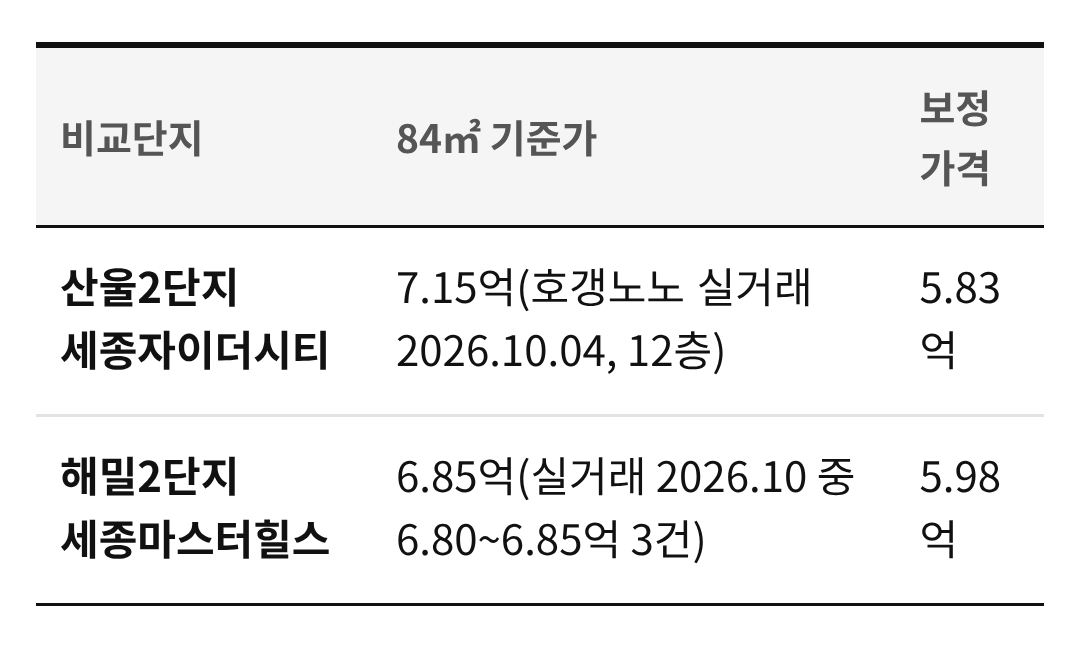 비교단지
84㎡ 기준가
보정
가격
산울2단지
세종자이더시티
7.15억(호갱노노 실거래
2026.10.04, 12층)
5.83
억
해밀2단지
세종마스터힐스
6.85억(실거래 2026.10 중
6.80~6.85억 3건)
5.98
억